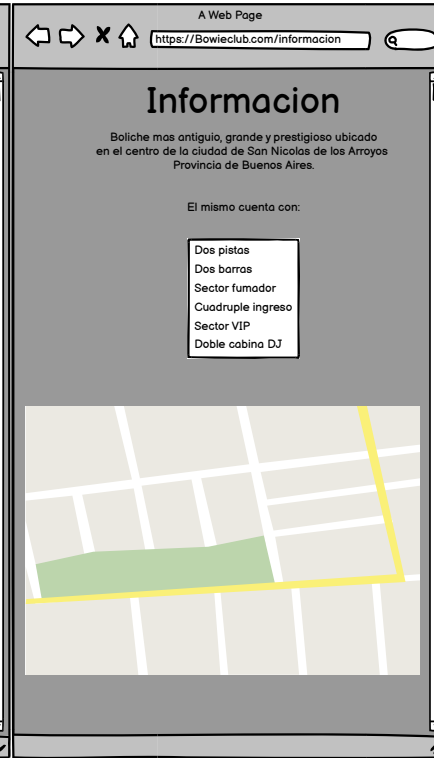 A Web Page
https://Bowieclub.com/informacion
Informacion
Boliche mas antiguio, grande y prestigioso ubicado
en el centro de la ciudad de San Nicolas de los Arroyos
Provincia de Buenos Aires.
El mismo cuenta con:
Dos pistas
Dos barras
Sector fumador
Cuadruple ingreso
Sector VIP
Doble cabina DJ